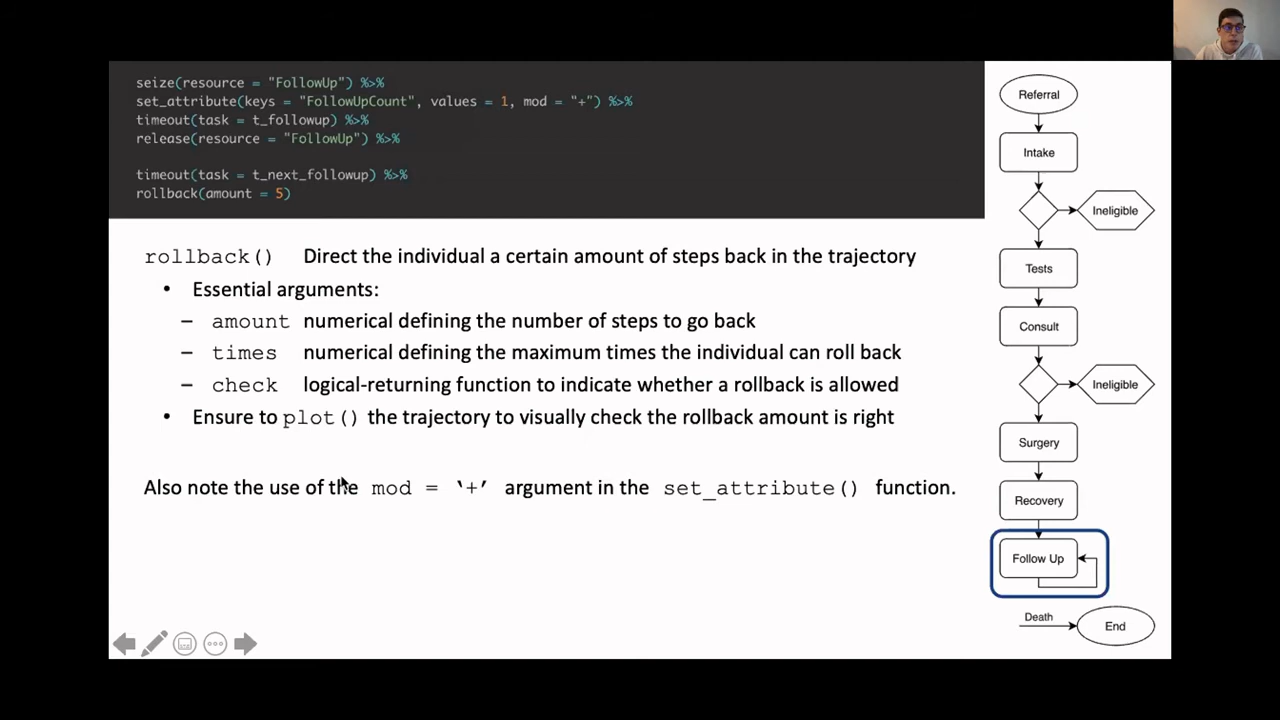 seize(resource = "FollowUp") %>%
set_attribute(keys = "FollowUpCount", values = 1, mod = "+") %>%
timeout(task = t_followup) %>%
release(resource = "FollowUp") %>%
timeout(task = t_next_followup) %>%
rollback(amount = 5)
rollback() Direct the individual a certain amount of steps back in the trajectory
• Essential arguments:
– amount numerical defining the number of steps to go back
– times numerical defining the maximum times the individual can roll back
– check logical-returning function to indicate whether a rollback is allowed
• Ensure to plot() the trajectory to visually check the rollback amount is right
Also note the use of the mod = ‘+’ argument in the set_attribute() function.
Referral
Intake
Ineligible
Tests
Consult
Ineligible
Surgery
Recovery
Follow Up
Death
End